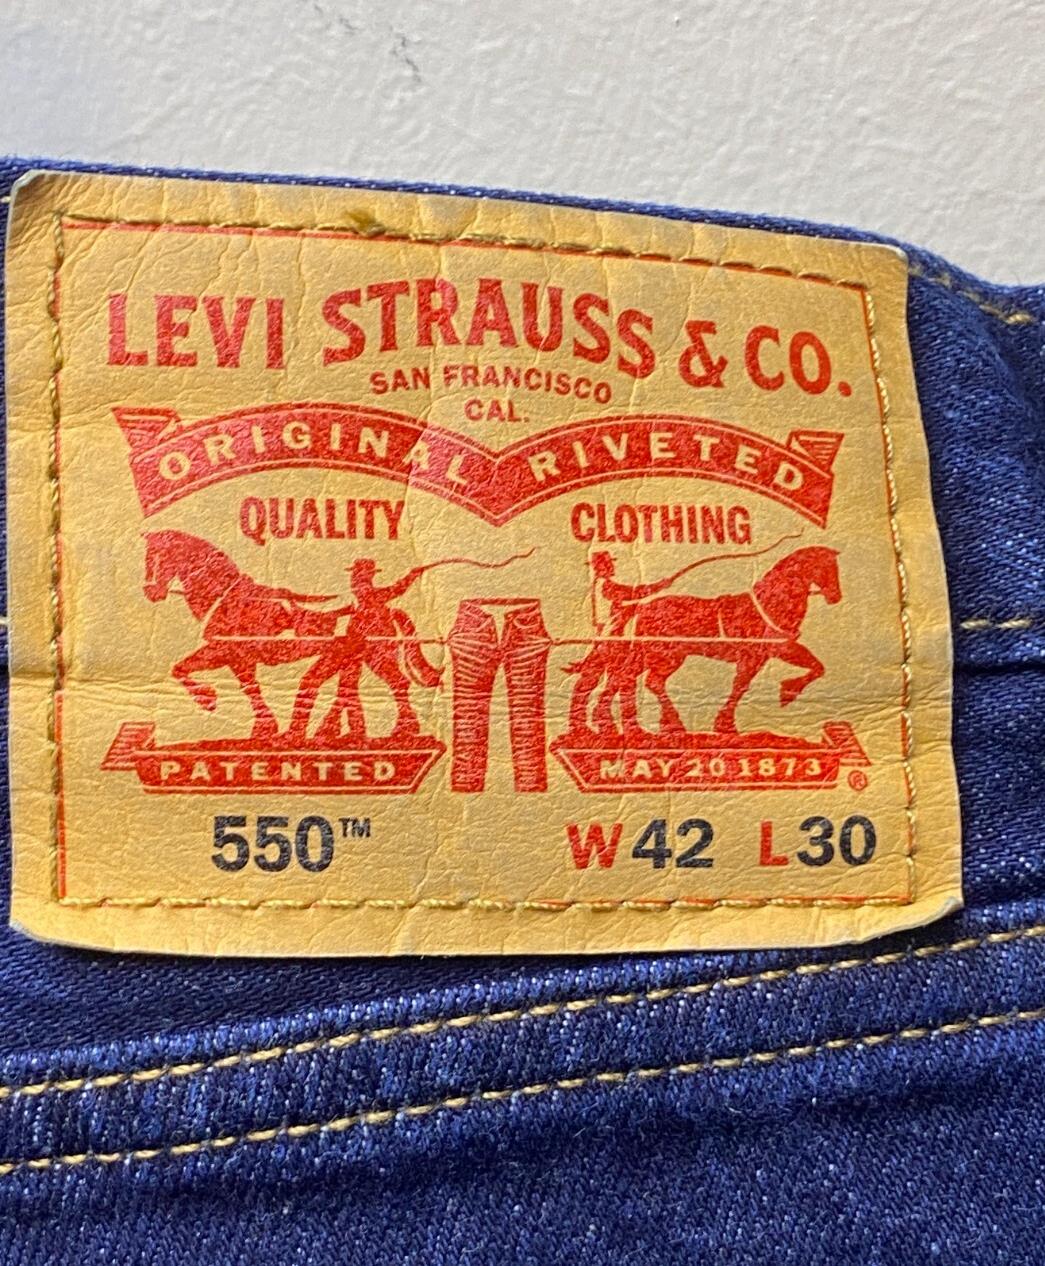 LEVI STRAUSS & CO.
SAN FRANCISCO
CAL.
ORIGINAL RIVETED
QUALITY CLOTHING
PATENTED MAY 20 1873 ®
550™ W42 L30